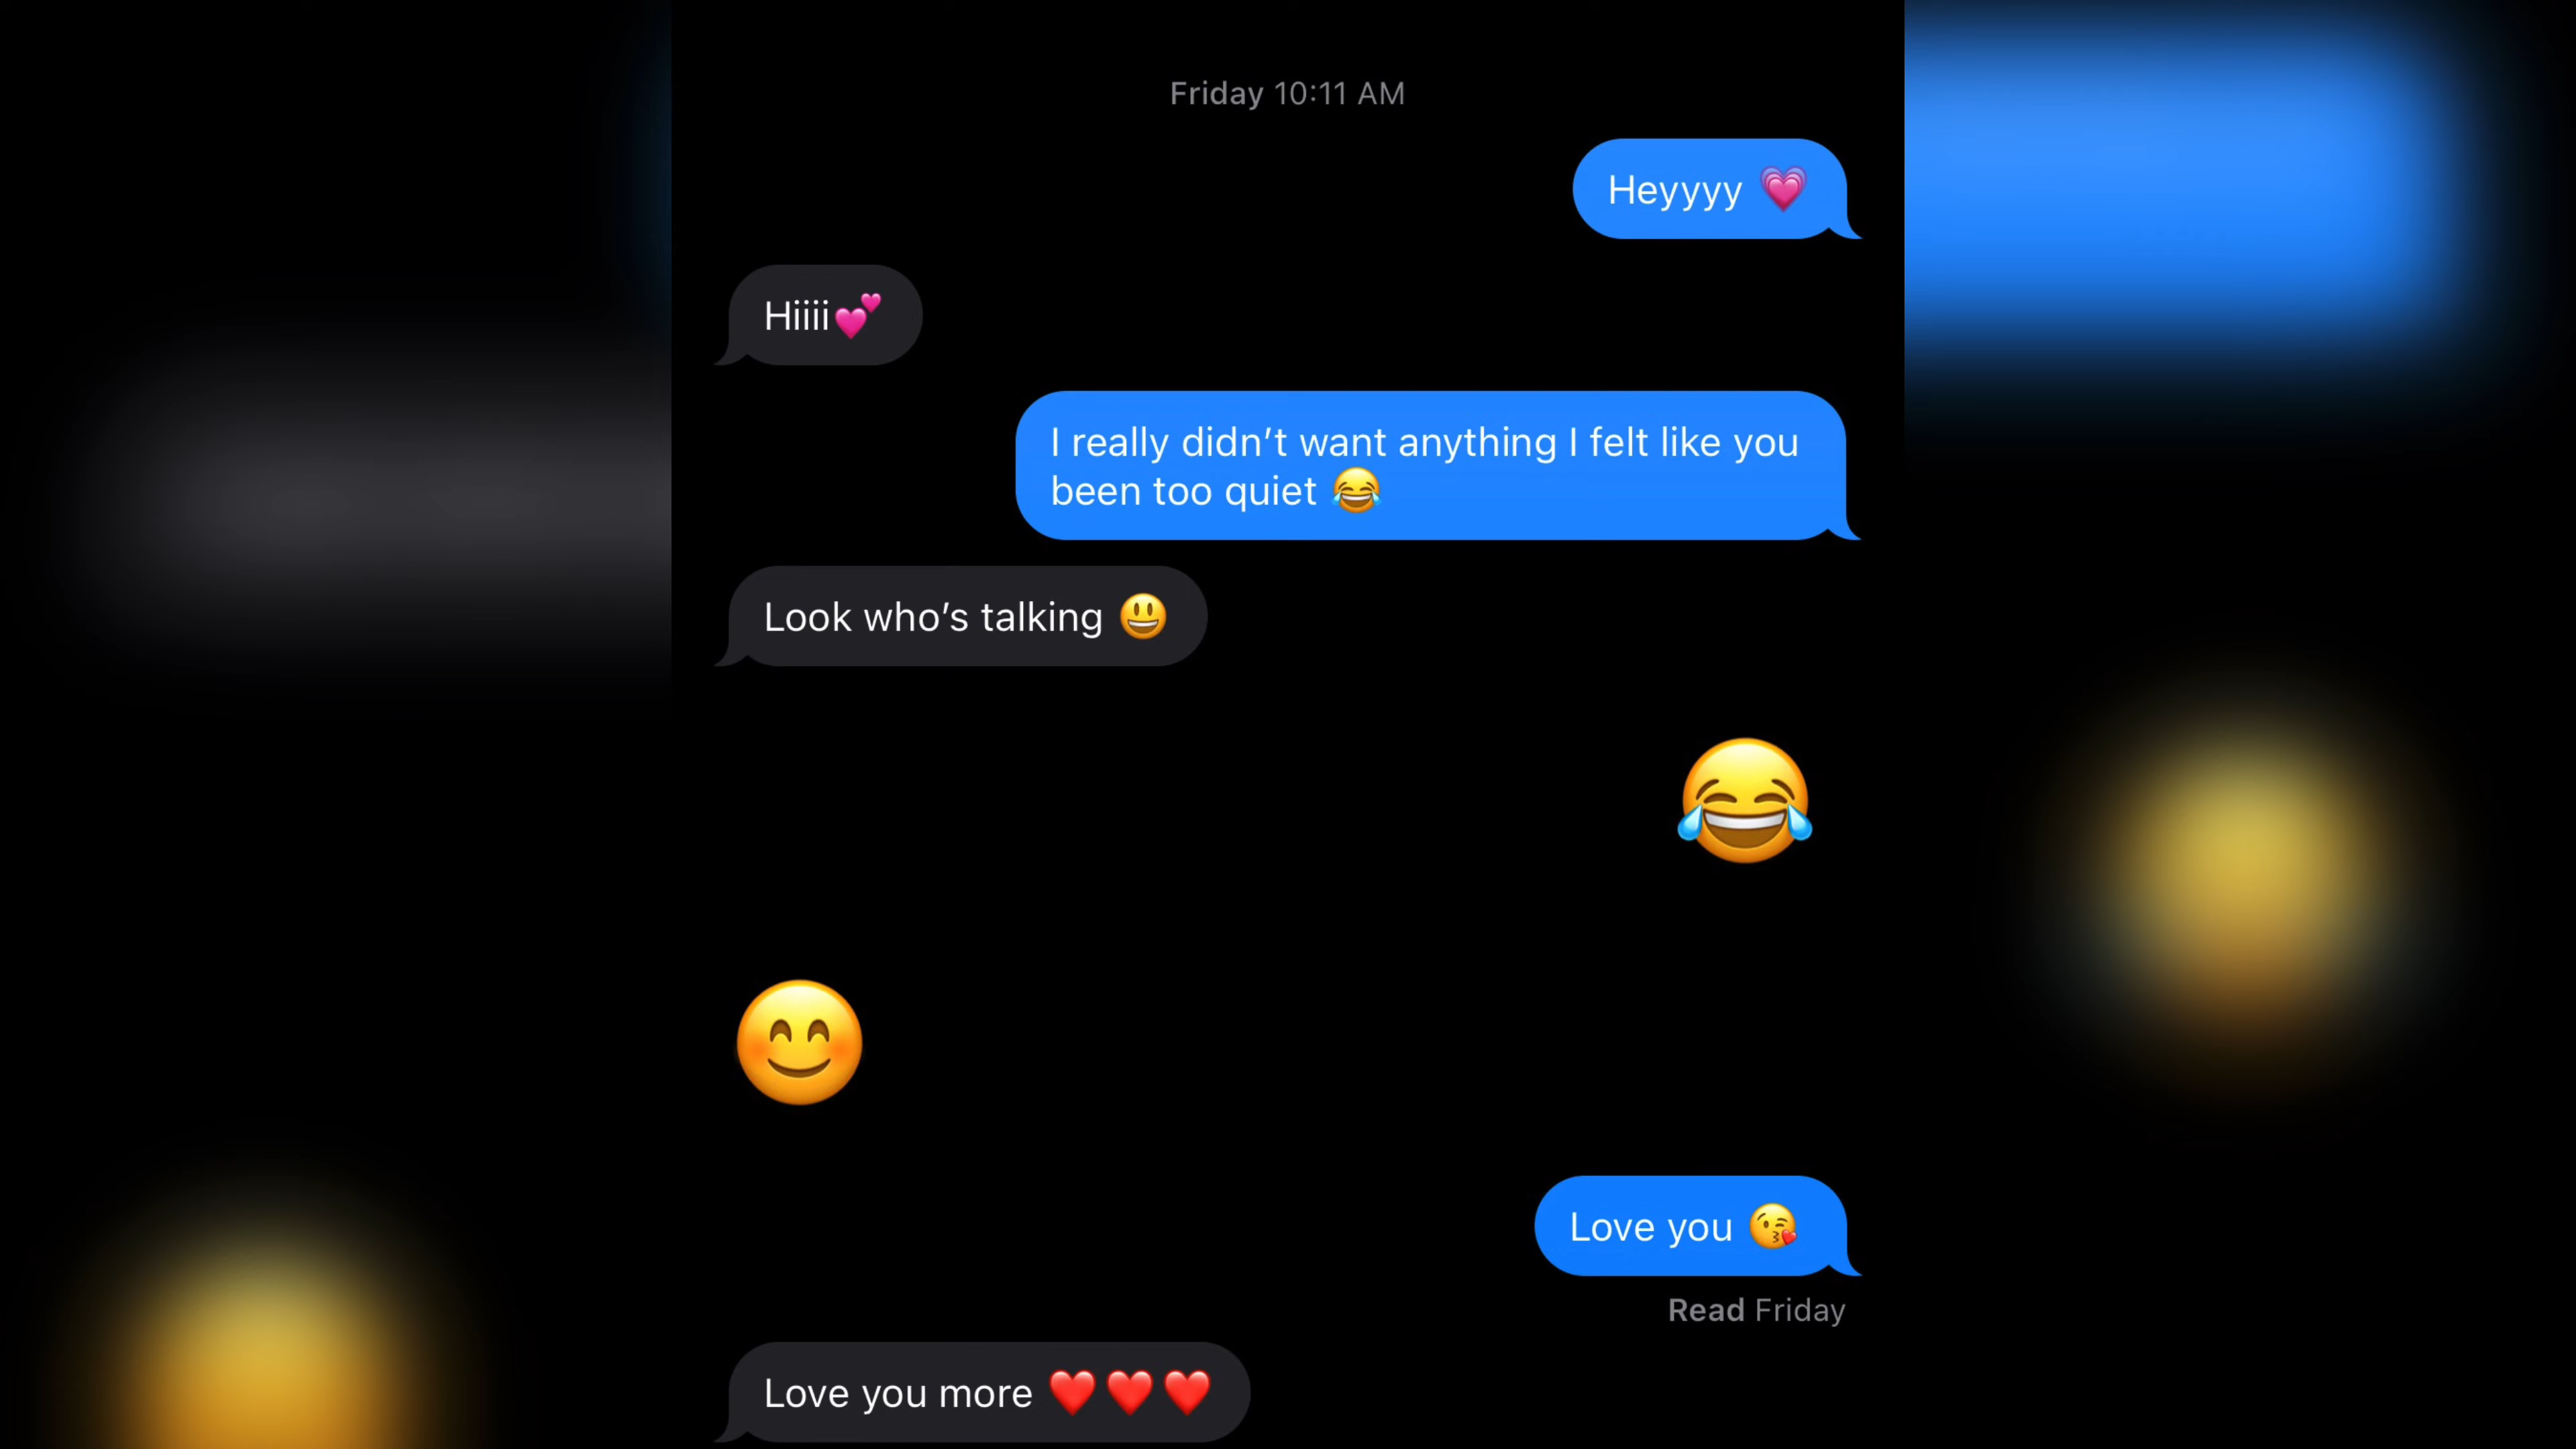 Friday 10:11 AM
Heyyyy 💗
Hiiii💕
I really didn’t want anything I felt like you
been too quiet 😂
Look who’s talking 😃
😂
😊
Love you 😘
Read Friday
Love you more ❤️❤️❤️